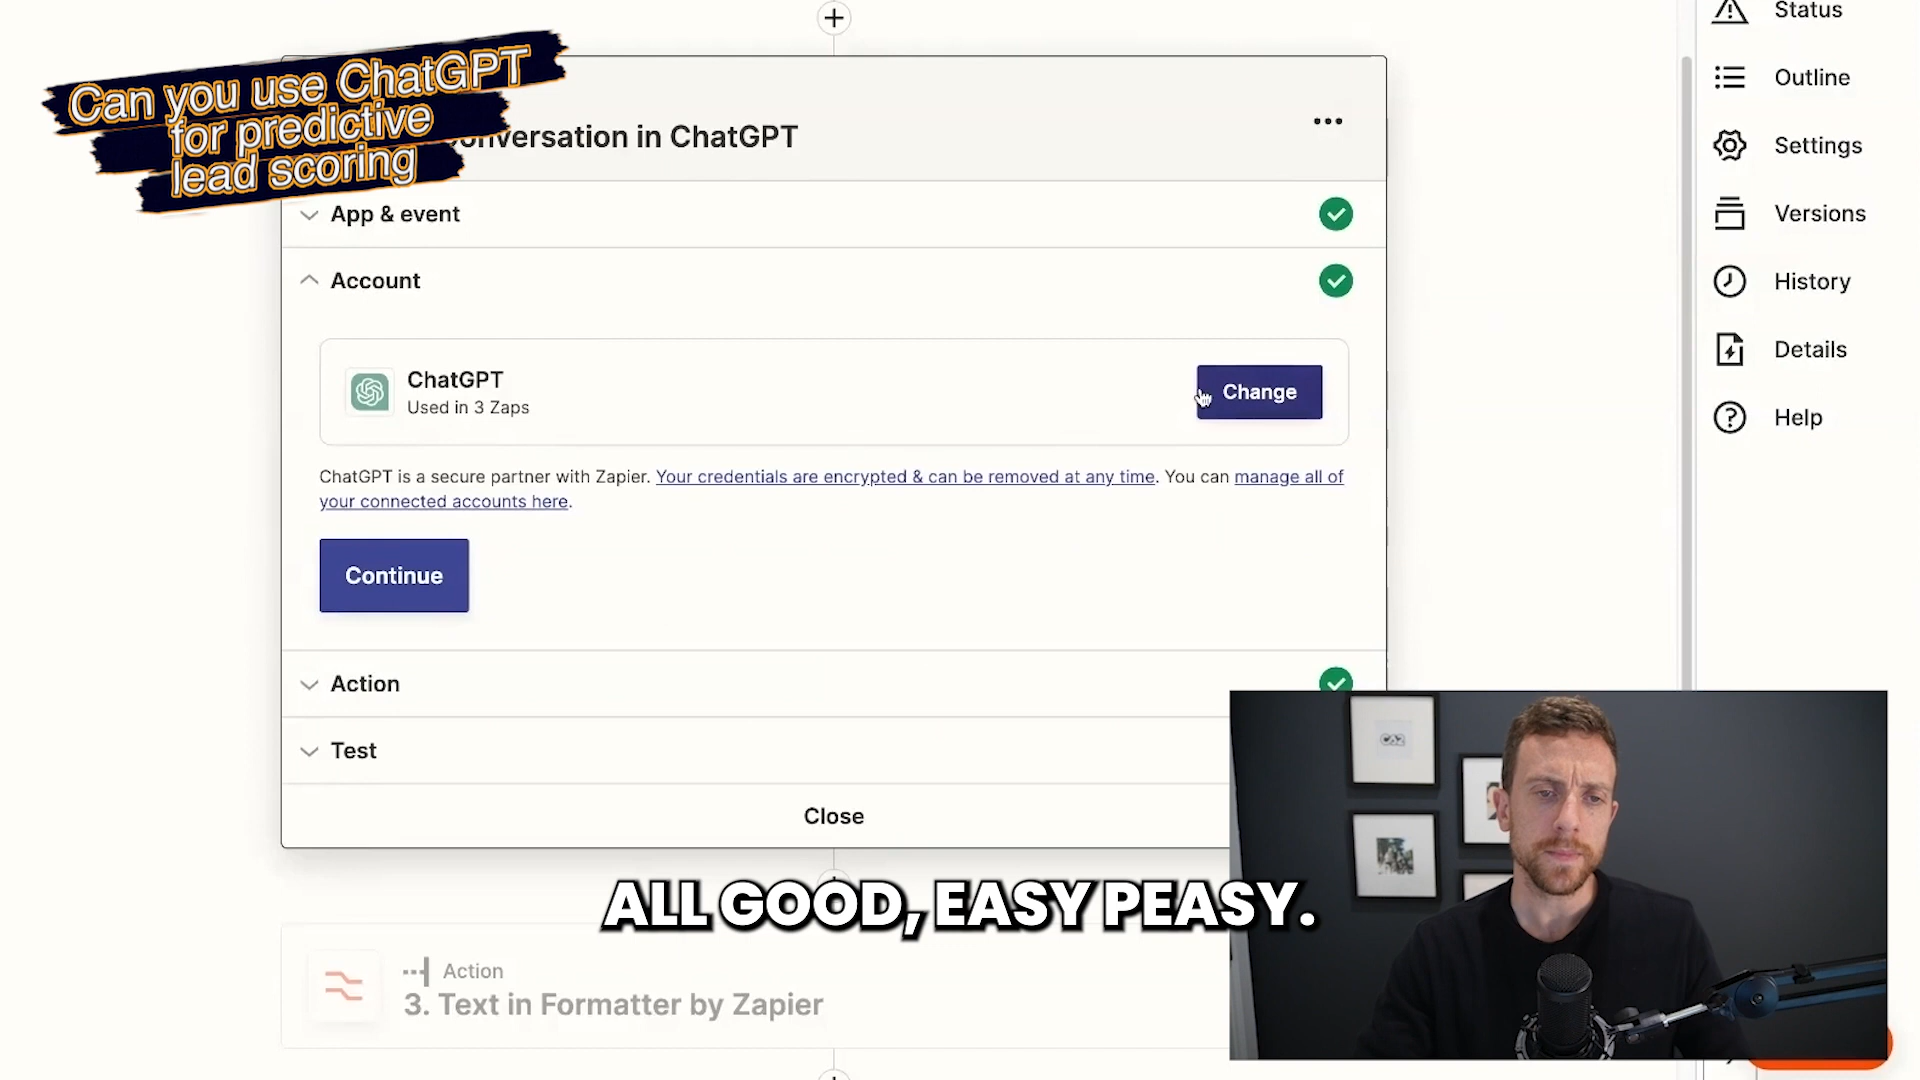 Can you use ChatGPT
for predictive
lead scoring
onversation in ChatGPT
App & event
Account
ChatGPT
Used in 3 Zaps
Change
ChatGPT is a secure partner with Zapier. Your credentials are encrypted & can be removed at any time. You can manage all of
your connected accounts here.
Continue
Action
Test
Close
ALL GOOD, EASY PEASY.
Action
3. Text in Formatter by Zapier
Status
Outline
Settings
Versions
History
Details
Help